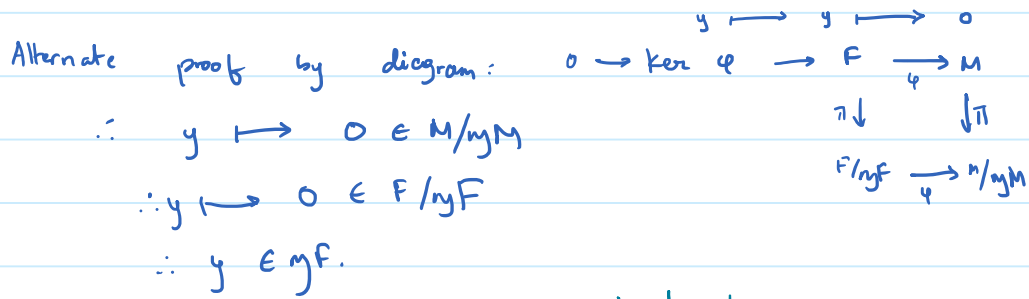 y ⟼ y ⟼ 0
Alternate proof by diagram: 0 → Ker φ → F →φ M
π↓ ↓π
∴ y ⟼ 0 ∈ M/𝔪M
F/𝔪F →φ M/𝔪M
∴ y ⟼ 0 ∈ F/𝔪F
∴ y ∈ 𝔪F.